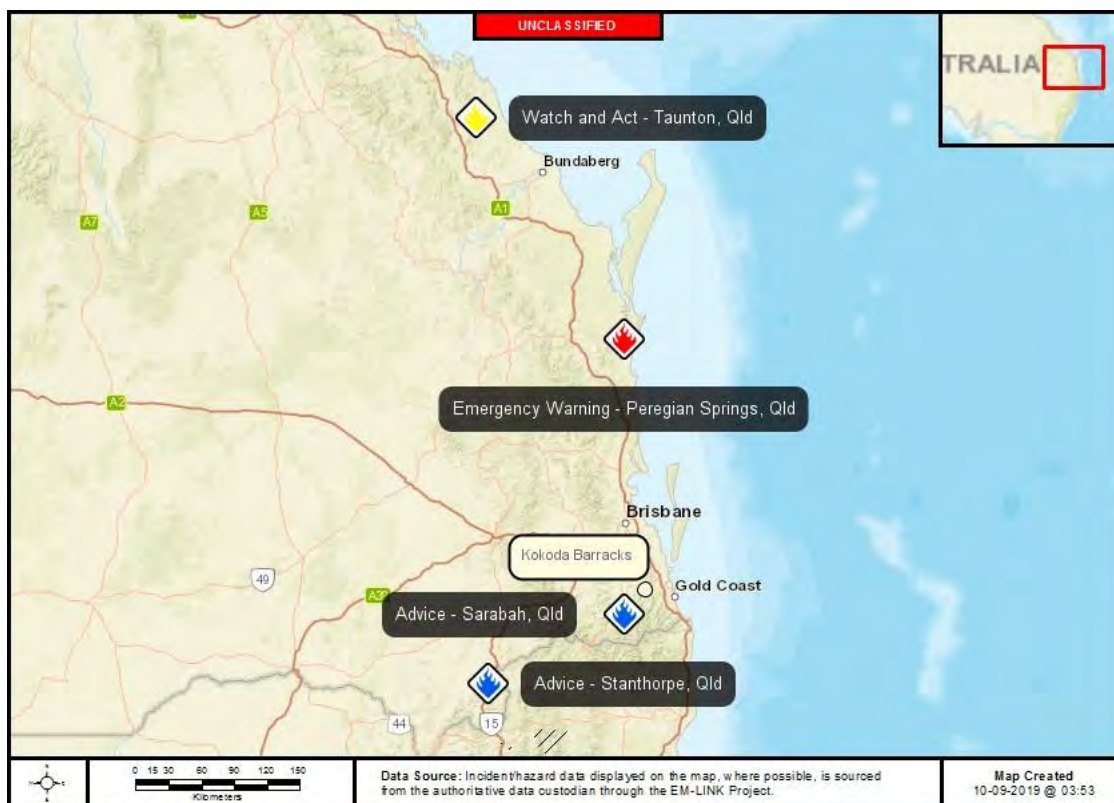 UNCLASSIFIED
TRALIA
Watch and Act - Taunton, Qld
Bundaberg
A1
A7
A5
Emergency Warning - Peregian Springs, Qld
A2
Brisbane
Kokoda Barracks
49
Gold Coast
Advice - Sarabah, Qld
Advice - Stanthorpe, Qld
44
15
0 15 30 60 90 120 150
Kilometers
Data Source: Incident/hazard data displayed on the map, where possible, is sourced
from the authoritative data custodian through the EM-LINK Project.
Map Created
10-09-2019 @ 03:53